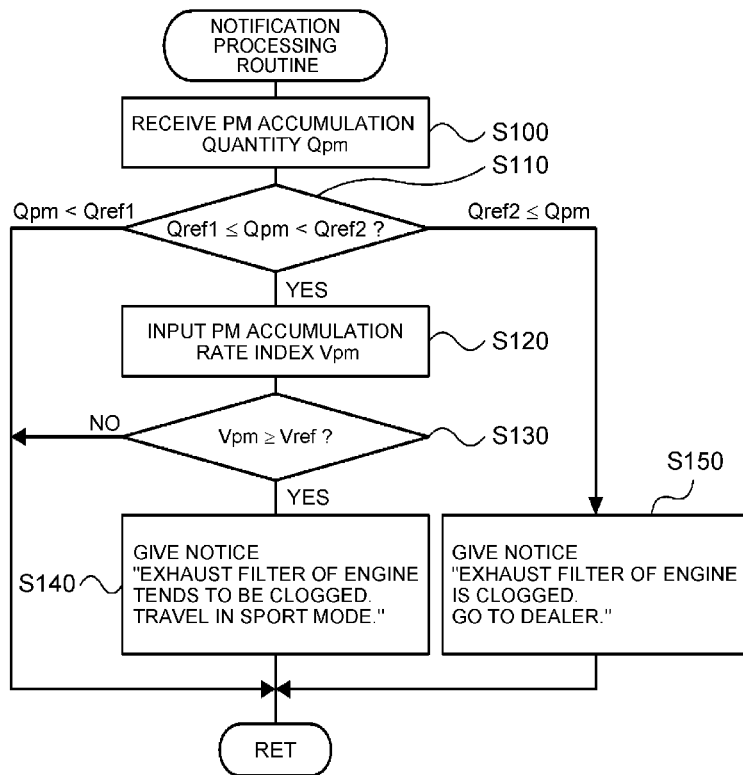 NOTIFICATION
PROCESSING
ROUTINE
RECEIVE PM ACCUMULATION
QUANTITY Qpm
S100
S110
Qpm < Qref1
Qref1 ≤ Qpm < Qref2 ?
Qref2 ≤ Qpm
YES
INPUT PM ACCUMULATION
RATE INDEX Vpm
S120
NO
Vpm ≥ Vref ?
S130
YES
S150
S140
GIVE NOTICE
"EXHAUST FILTER OF ENGINE
TENDS TO BE CLOGGED.
TRAVEL IN SPORT MODE."
GIVE NOTICE
"EXHAUST FILTER OF ENGINE
IS CLOGGED.
GO TO DEALER."
RET